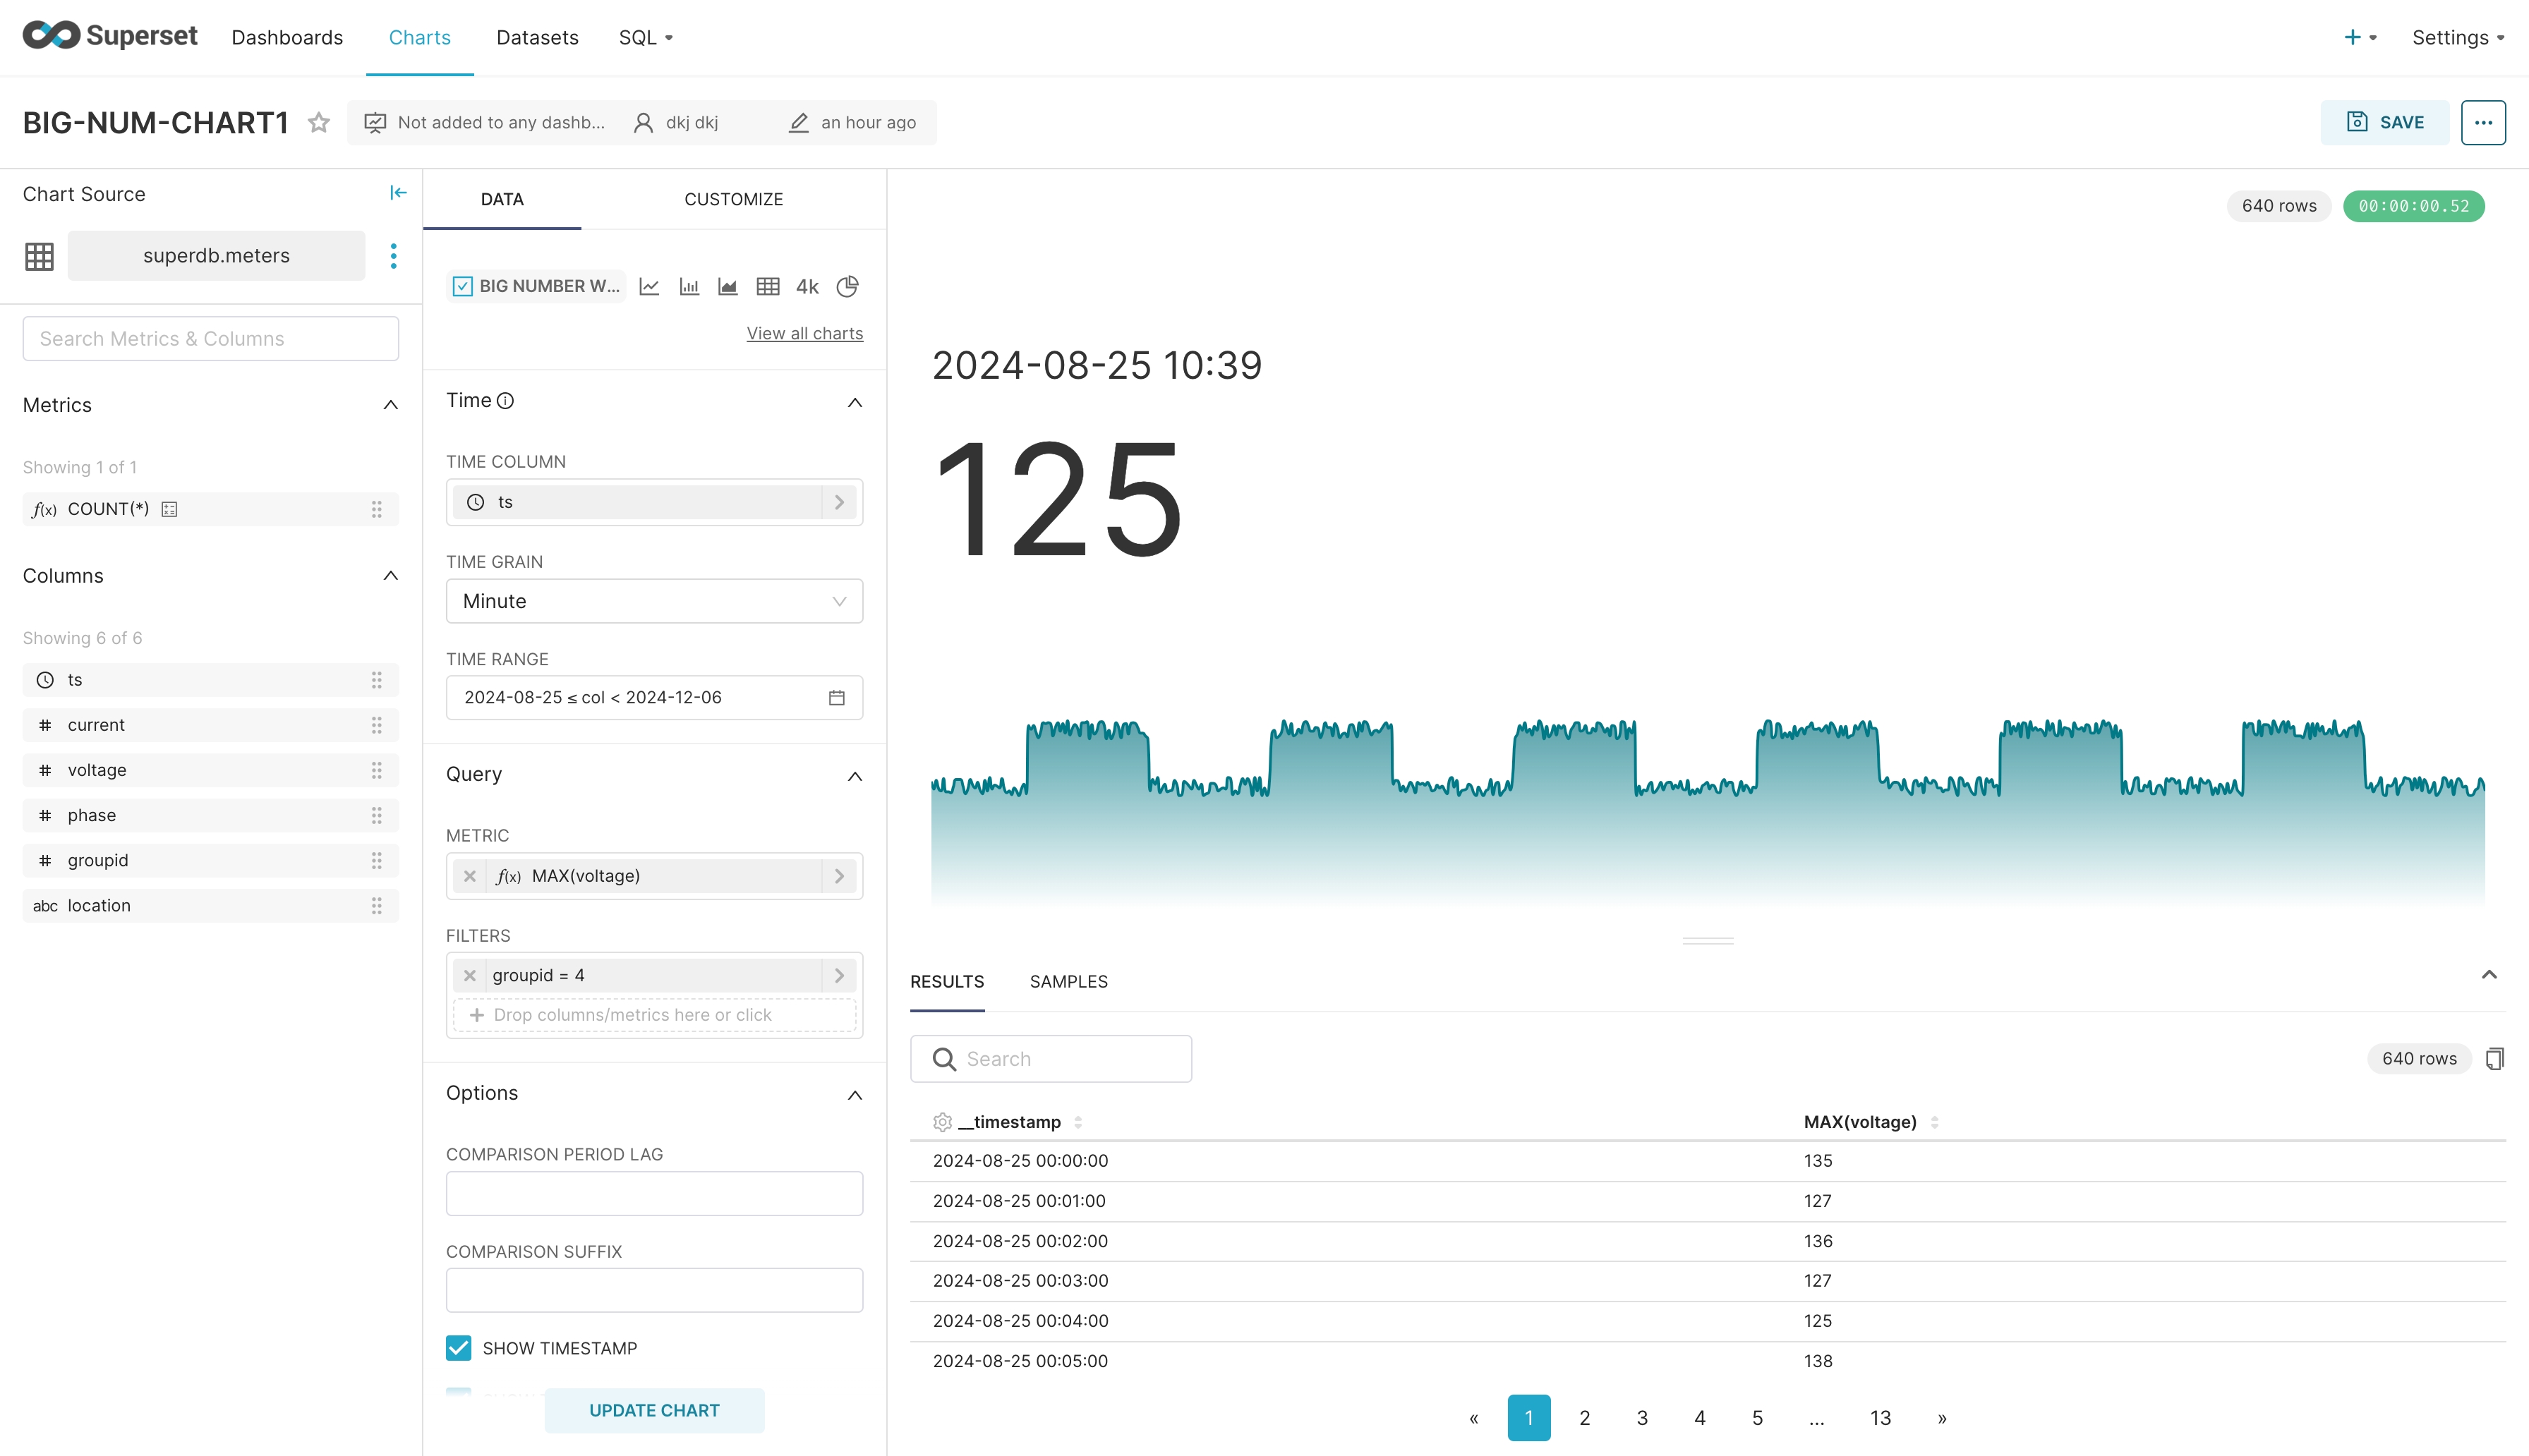 Superset
Dashboards
Charts
Datasets
SQL
Settings
BIG-NUM-CHART1
Not added to any dashb...
dkj dkj
an hour ago
SAVE
Chart Source
superdb.meters
Search Metrics & Columns
Metrics
Showing 1 of 1
f(x) COUNT(*)
Columns
Showing 6 of 6
ts
# current
# voltage
# phase
# groupid
abc location
DATA
CUSTOMIZE
BIG NUMBER W...
4k
View all charts
Time
TIME COLUMN
ts
TIME GRAIN
Minute
TIME RANGE
2024-08-25 ≤ col < 2024-12-06
Query
METRIC
f(x) MAX(voltage)
FILTERS
groupid = 4
Drop columns/metrics here or click
Options
COMPARISON PERIOD LAG
COMPARISON SUFFIX
SHOW TIMESTAMP
UPDATE CHART
640 rows
00:00:00.52
2024-08-25 10:39
125
RESULTS
SAMPLES
Search
640 rows
__timestamp MAX(voltage)
2024-08-25 00:00:00 135
2024-08-25 00:01:00 127
2024-08-25 00:02:00 136
2024-08-25 00:03:00 127
2024-08-25 00:04:00 125
2024-08-25 00:05:00 138
« 1 2 3 4 5 ... 13 »